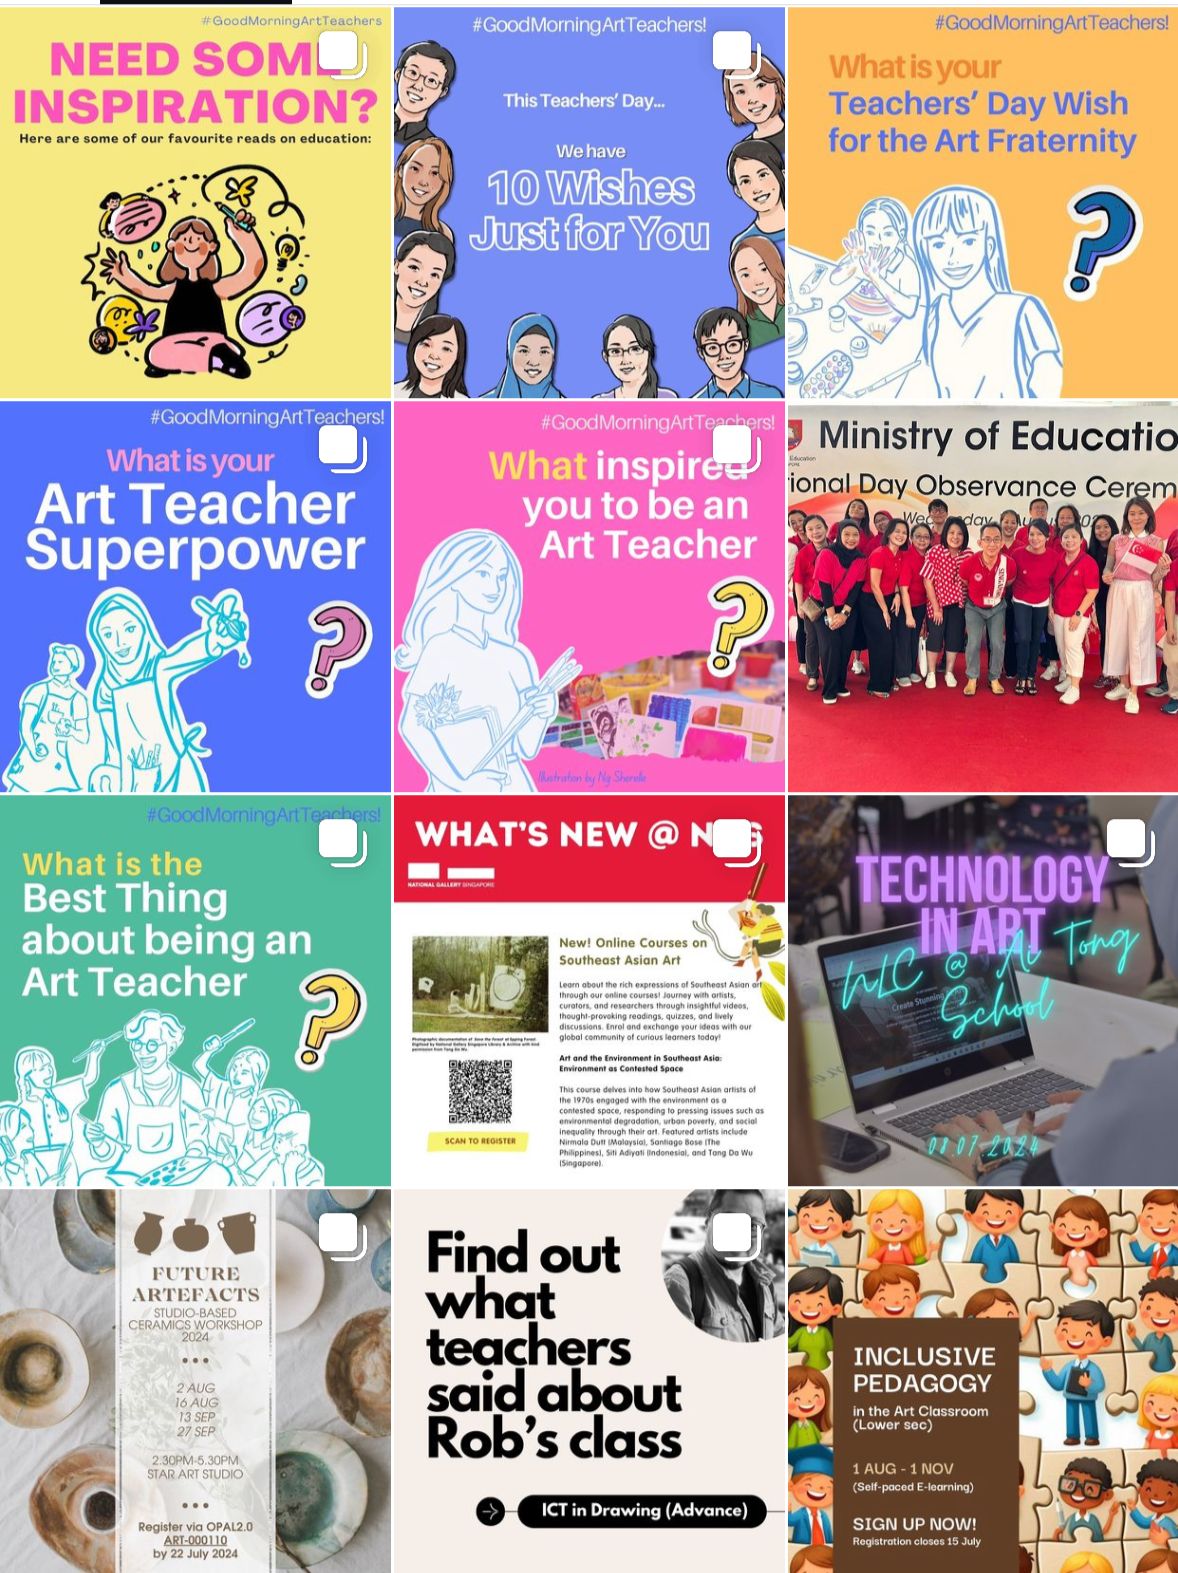 #GoodMorningArtTeachers
NEED SOME
INSPIRATION?
Here are some of our favourite reads on education:
#GoodMorningArtTeachers!
This Teachers’ Day...
We have
10 Wishes
Just for You
#GoodMorningArtTeachers!
What is your
Teachers’ Day Wish
for the Art Fraternity
?
#GoodMorningArtTeachers!
What is your
Art Teacher
Superpower
?
#GoodMorningArtTeachers!
What inspired
you to be an
Art Teacher
?
Illustration by Ng Sherelle
Ministry of Educatio
ional Day Observance Cerem
#GoodMorningArtTeachers!
What is the
Best Thing
about being an
Art Teacher
?
WHAT’S NEW @ N S
NATIONAL GALLERY SINGAPORE
New! Online Courses on
Southeast Asian Art
Learn about the rich expressions of Southeast Asian art
through our online courses! Journey with artists,
curators, and researchers through insightful videos,
thought-provoking readings, quizzes, and lively
discussions. Enrol and exchange your ideas with our
global community of curious learners today!
Photographic documentation of Save the Forest at Epping Forest
Digitised by National Gallery Singapore Library & Archive with kind
permission from Tang Da Wu.
Art and the Environment in Southeast Asia:
Environment as Contested Space
This course delves into how Southeast Asian artists of
the 1970s engaged with the environment as a
contested space, responding to pressing issues such as
environmental degradation, urban poverty, and social
inequality through their art. Featured artists include
Nirmala Dutt (Malaysia), Santiago Bose (The
Philippines), Siti Adiyati (Indonesia), and Tang Da Wu
(Singapore).
SCAN TO REGISTER
TECHNOLOGY
IN ART
NLC @ Ai Tong
School
Create Stunning
08.07.2024
FUTURE
ARTEFACTS
STUDIO-BASED
CERAMICS WORKSHOP
2024
2 AUG
16 AUG
13 SEP
27 SEP
2.30PM-5.30PM
STAR ART STUDIO
Register via OPAL2.0
ART-000110
by 22 July 2024
Find out
what
teachers
said about
Rob’s class
ICT in Drawing (Advance)
INCLUSIVE
PEDAGOGY
in the Art Classroom
(Lower sec)
1 AUG - 1 NOV
(Self-paced E-learning)
SIGN UP NOW!
Registration closes 15 July